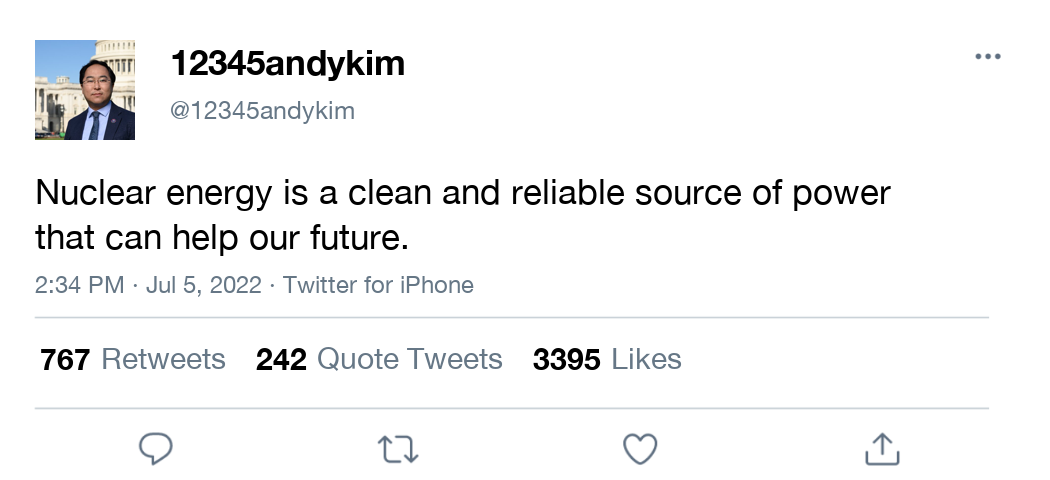 12345andykim
@12345andykim
Nuclear energy is a clean and reliable source of power
that can help our future.
2:34 PM · Jul 5, 2022 · Twitter for iPhone
767 Retweets 242 Quote Tweets 3395 Likes